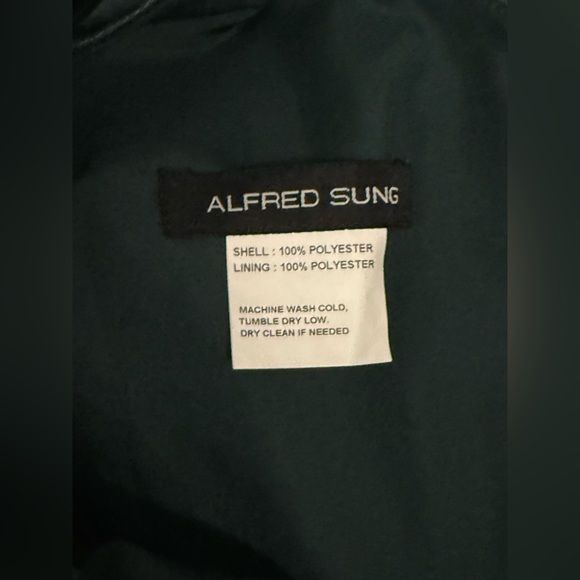 ALFRED SUNG
SHELL : 100% POLYESTER
LINING : 100% POLYESTER
MACHINE WASH COLD,
TUMBLE DRY LOW.
DRY CLEAN IF NEEDED